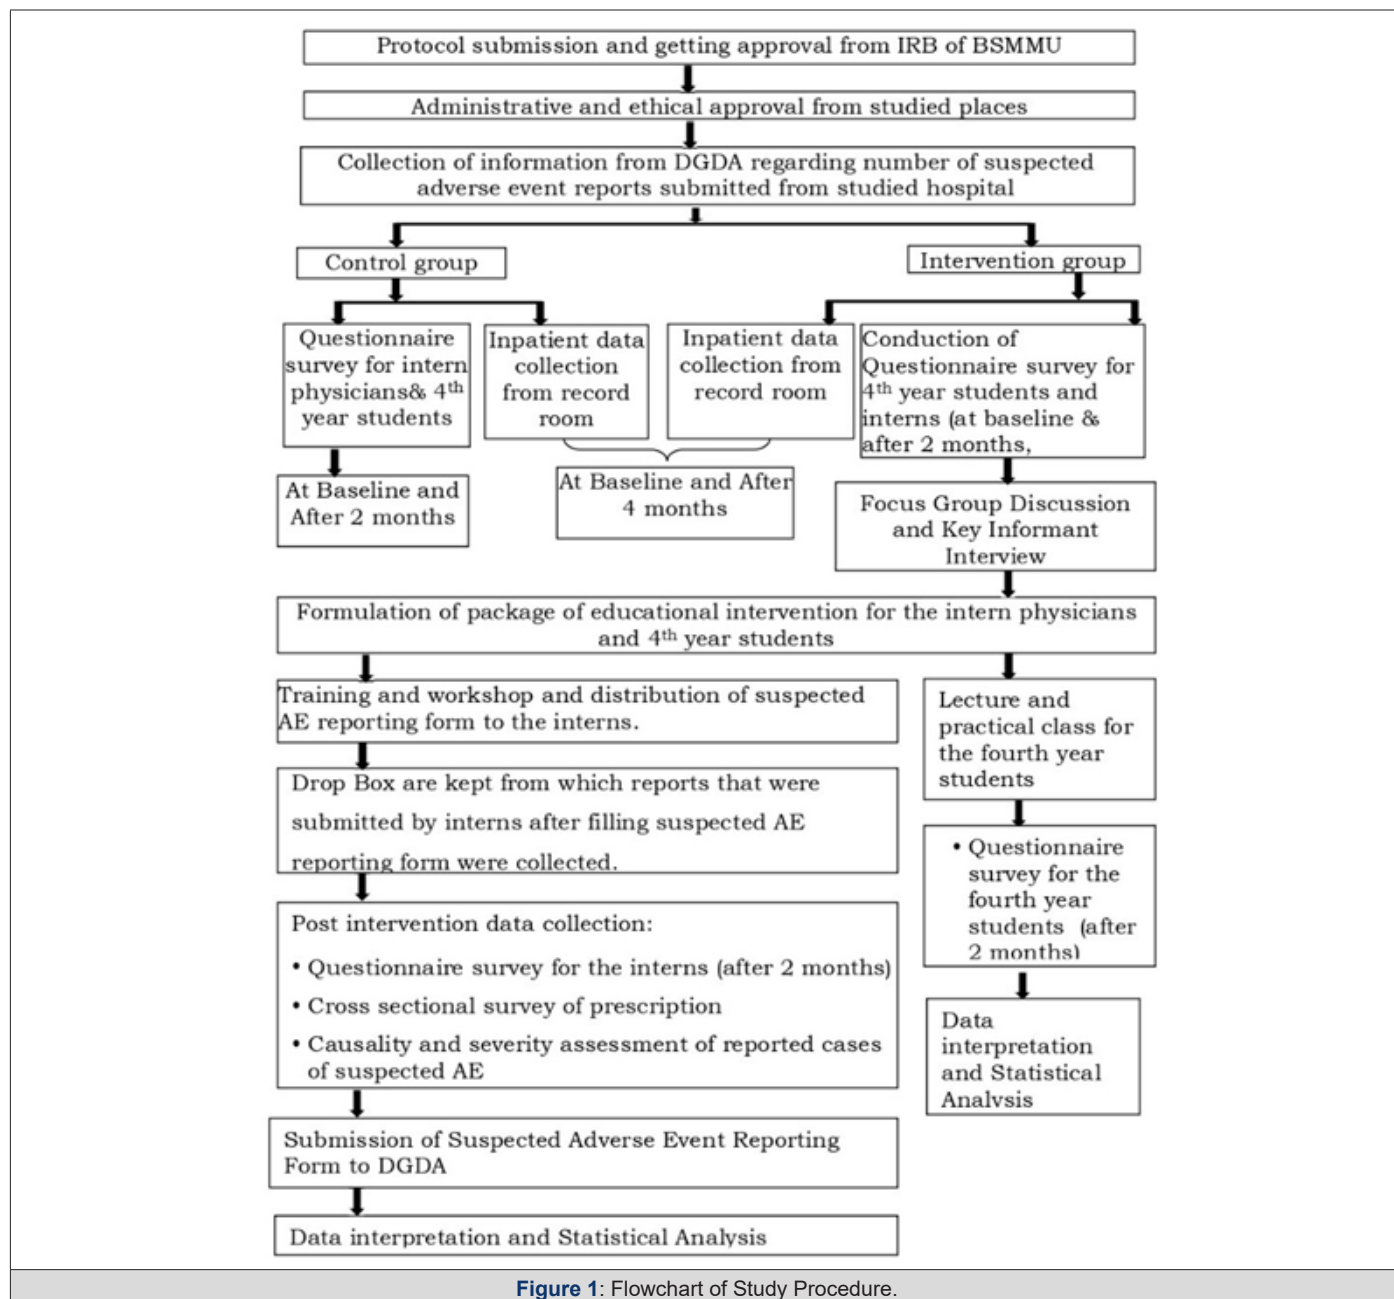 Protocol submission and getting approval from IRB of BSMMU
Administrative and ethical approval from studied places
Collection of information from DGDA regarding number of suspected
adverse event reports submitted from studied hospital
Control group
Intervention group
Questionnaire
survey for intern
physicians& 4th
year students
Inpatient data
collection
from record
room
Inpatient data
collection from
record room
Conduction of
Questionnaire survey for
4th year students and
interns (at baseline &
after 2 months,
At Baseline and
After 2 months
At Baseline and After
4 months
Focus Group Discussion
and Key Informant
Interview
Formulation of package of educational intervention for the intern physicians
and 4th year students
Training and workshop and distribution of suspected
AE reporting form to the interns.
Lecture and
practical class for
the fourth year
students
Drop Box are kept from which reports that were
submitted by interns after filling suspected AE
reporting form were collected.
• Questionnaire
survey for the
fourth year
students (after
2 months)
Post intervention data collection:
• Questionnaire survey for the interns (after 2 months)
• Cross sectional survey of prescription
• Causality and severity assessment of reported cases
of suspected AE
Data
interpretation
and Statistical
Analysis
Submission of Suspected Adverse Event Reporting
Form to DGDA
Data interpretation and Statistical Analysis
Figure 1: Flowchart of Study Procedure.